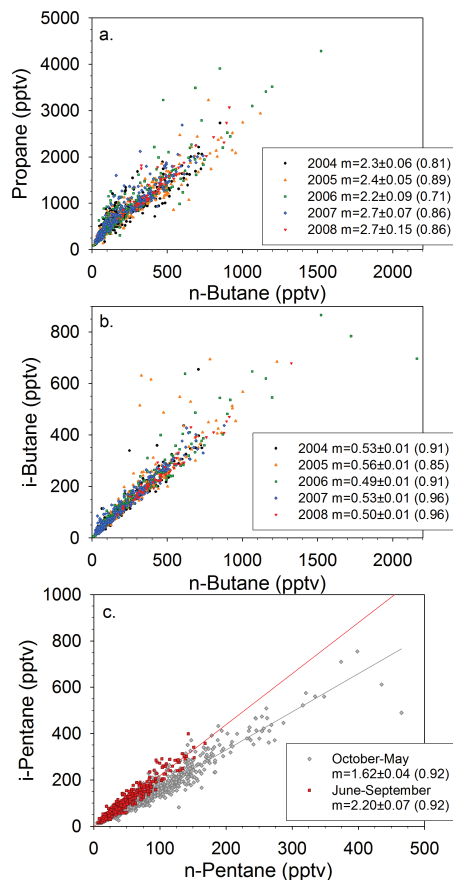 a.
5000
4000
3000
2000
1000
0
Propane (pptv)
2004 m=2.3±0.06 (0.81)
2005 m=2.4±0.05 (0.89)
2006 m=2.2±0.09 (0.71)
2007 m=2.7±0.07 (0.86)
2008 m=2.7±0.15 (0.86)
0 500 1000 1500 2000
n-Butane (pptv)
b.
800
600
400
200
0
i-Butane (pptv)
2004 m=0.53±0.01 (0.91)
2005 m=0.56±0.01 (0.85)
2006 m=0.49±0.01 (0.91)
2007 m=0.53±0.01 (0.96)
2008 m=0.50±0.01 (0.96)
0 500 1000 1500 2000
n-Butane (pptv)
c.
1000
800
600
400
200
0
i-Pentane (pptv)
October-May
m=1.62±0.04 (0.92)
June-September
m=2.20±0.07 (0.92)
0 100 200 300 400 500
n-Pentane (pptv)